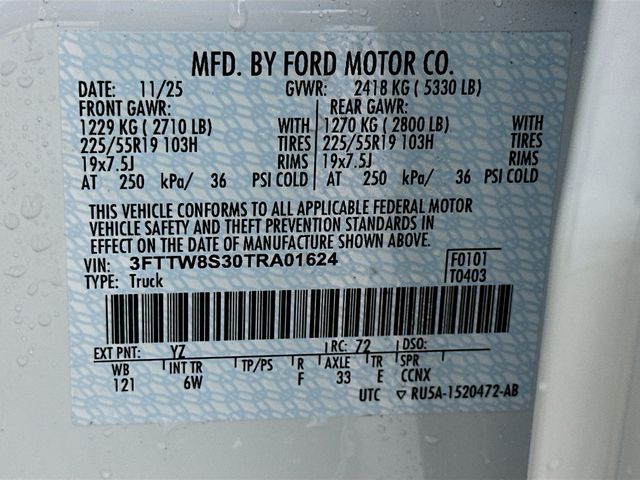 MFD. BY FORD MOTOR CO.
DATE: 11/25 GVWR: 2418 KG ( 5330 LB)
FRONT GAWR: REAR GAWR:
1229 KG ( 2710 LB) WITH 1270 KG ( 2800 LB) WITH
225/55R19 103H TIRES 225/55R19 103H TIRES
19x7.5J RIMS 19x7.5J RIMS
AT 250 kPa/ 36 PSI COLD AT 250 kPa/ 36 PSI COLD
THIS VEHICLE CONFORMS TO ALL APPLICABLE FEDERAL MOTOR
VEHICLE SAFETY AND THEFT PREVENTION STANDARDS IN
EFFECT ON THE DATE OF MANUFACTURE SHOWN ABOVE.
VIN: 3FTTW8S30TRA01624 F0101
TYPE: Truck T0403
EXT PNT: YZ RC: 72 DSO:
WB INT TR TP/PS R AXLE TR SPR
121 6W F 33 E CCNX
UTC ▽ RU5A-1520472-AB